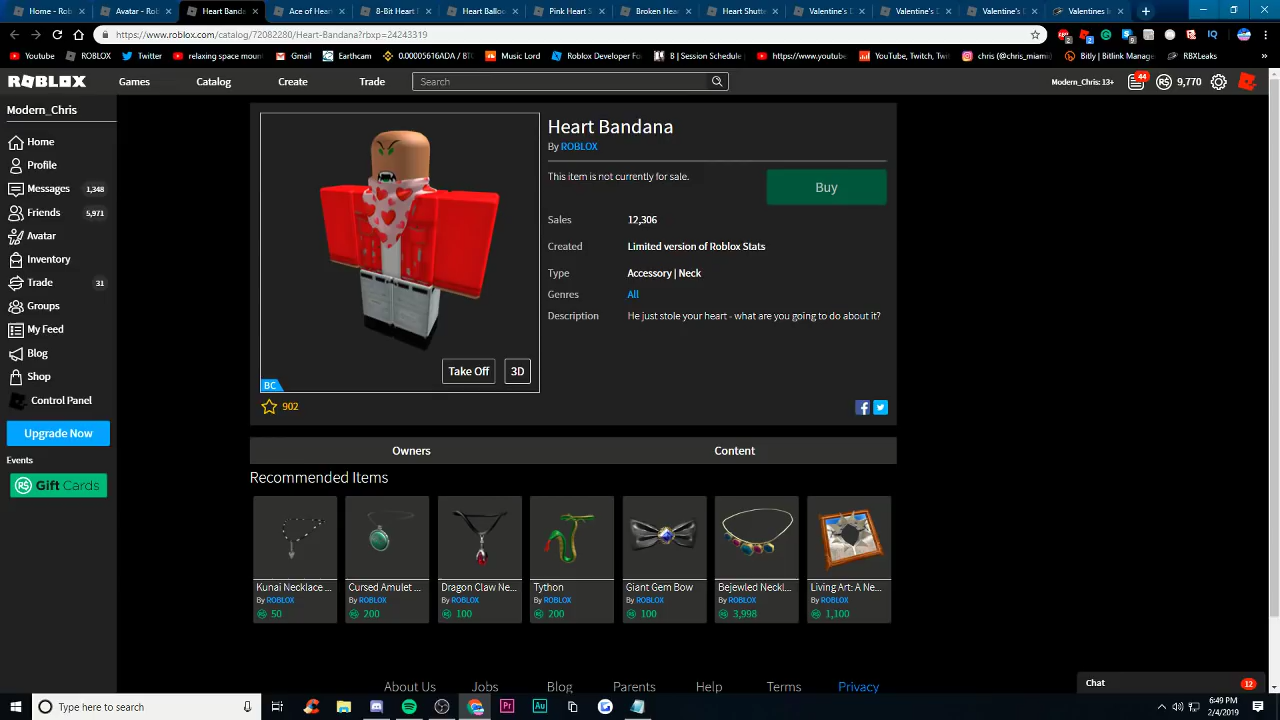 Home - Rob
Avatar - Rob
Heart Banda
Ace of Heart
8-Bit Heart
Heart Ballo
Pink Heart S
Broken Hea
Heart Shutte
Valentine's D
Valentine's D
Valentine's D
Valentines
https://www.roblox.com/catalog/72082280/Heart-Bandana?rbxp=24243319
Youtube
ROBLOX
Twitter
relaxing space mount
Gmail
Earthcam
0.00005616ADA / BT
Music Lord
Roblox Developer Fo
B | Session Schedule
https://www.youtube
YouTube, Twitch, Twit
chris (@chris_miami)
Bitly | Bitlink Manage
RBXLeaks
ROBLOX
Games
Catalog
Create
Trade
Search
Modern_Chris: 13+
44
9,770
Modern_Chris
Home
Profile
Messages 1,348
Friends 5,971
Avatar
Inventory
Trade 31
Groups
My Feed
Blog
Shop
Control Panel
Upgrade Now
Events
Gift Cards
Heart Bandana
By ROBLOX
This item is not currently for sale.
Buy
Sales 12,306
Created Limited version of Roblox Stats
Type Accessory | Neck
Genres All
Description He just stole your heart - what are you going to do about it?
Take Off
3D
BC
902
Owners
Content
Recommended Items
Kunai Necklace ...
By ROBLOX
50
Cursed Amulet ...
By ROBLOX
200
Dragon Claw Ne...
By ROBLOX
100
Tython
By ROBLOX
200
Giant Gem Bow
By ROBLOX
100
Bejewled Neckl...
By ROBLOX
3,998
Living Art: A Ne...
By ROBLOX
1,100
About Us
Jobs
Blog
Parents
Help
Terms
Privacy
Chat 12
Type here to search
6:49 PM
2/4/2019